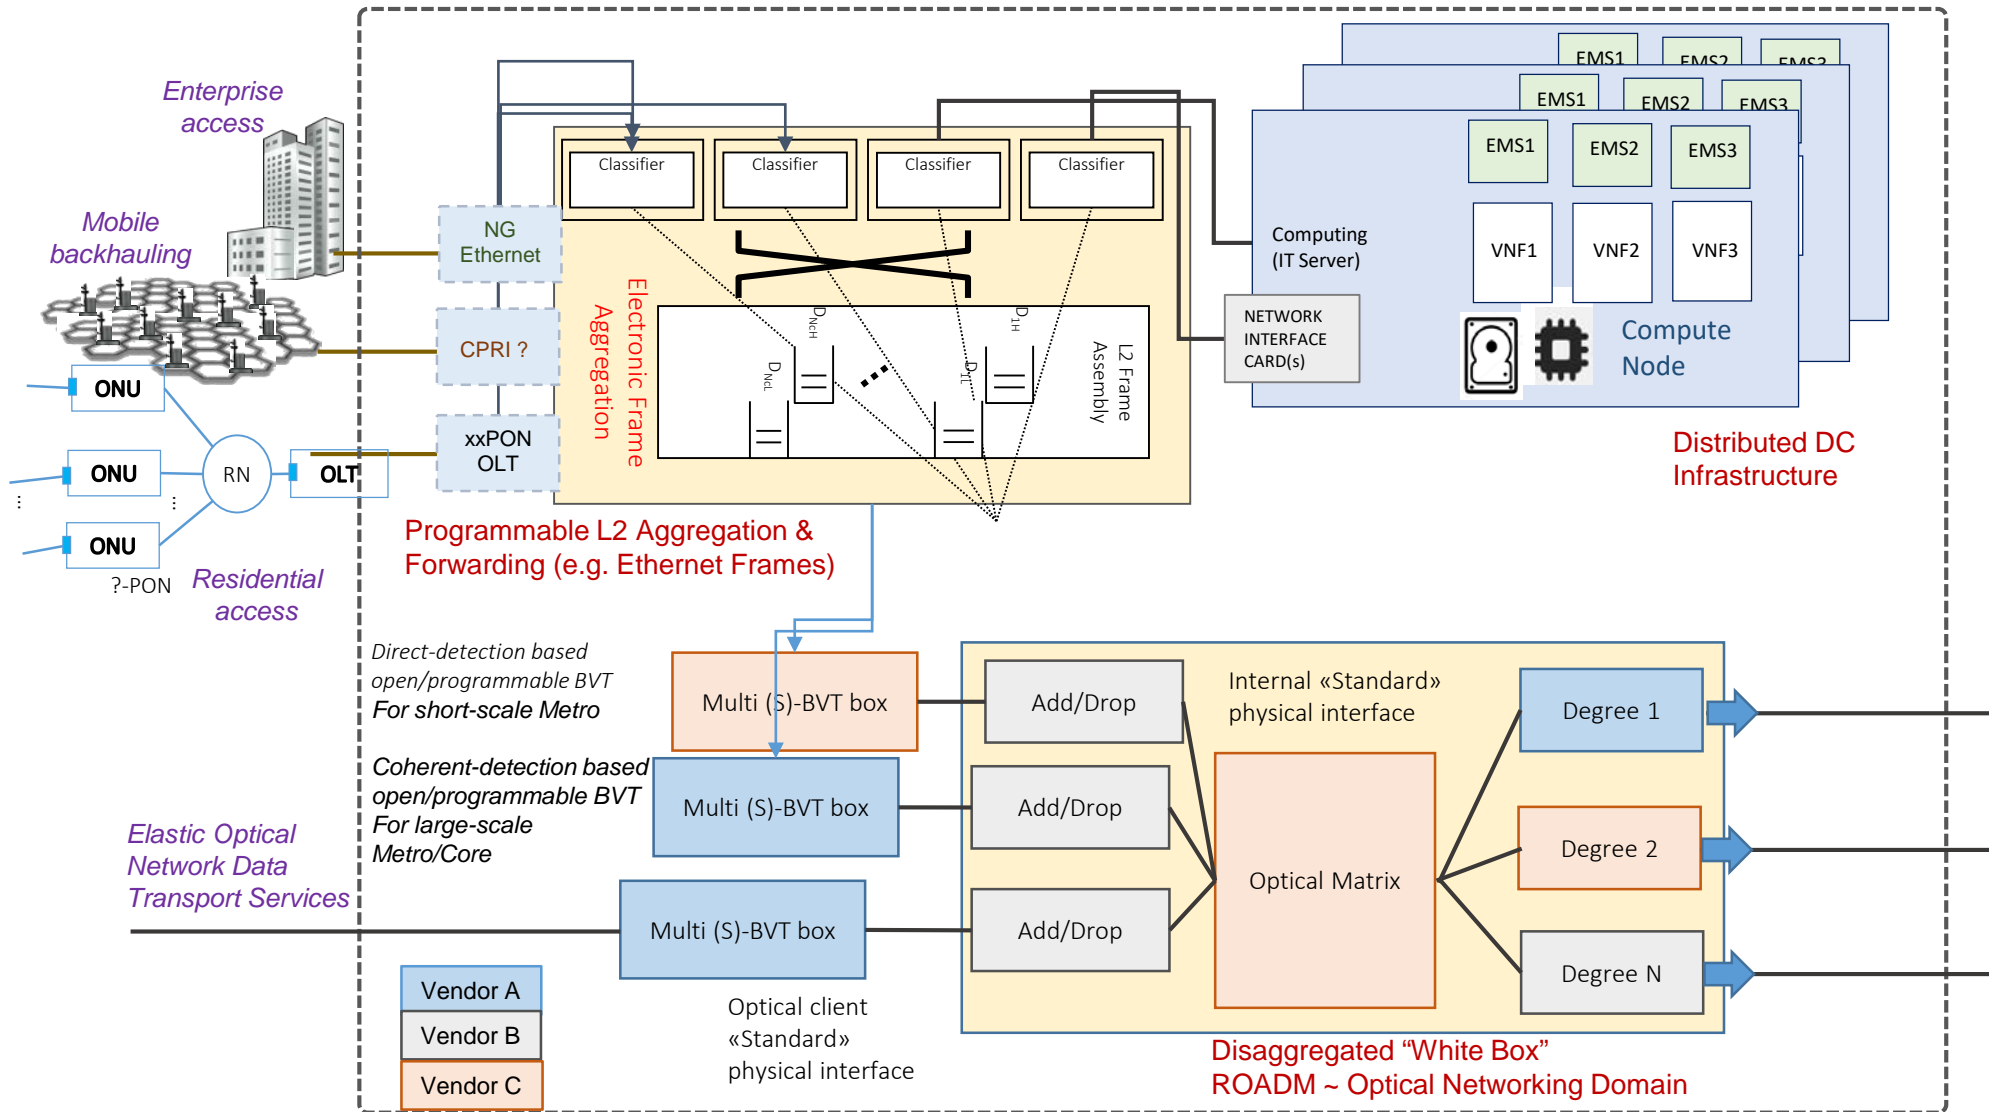 Enterprise
access
Mobile
backhauling
ONU
ONU
ONU
...
...
RN
OLT
?-PON
Residential
access
NG
Ethernet
CPRI ?
xxPON
OLT
Classifier
Classifier
Classifier
Classifier
Electronic Frame
Aggregation
DNcH
D1H
DNcL
D1L
L2 Frame
Assembly
Programmable L2 Aggregation &
Forwarding (e.g. Ethernet Frames)
EMS1
EMS2
EMS3
EMS1
EMS2
EMS3
EMS1
EMS2
EMS3
VNF1
VNF2
VNF3
Computing
(IT Server)
NETWORK
INTERFACE
CARD(s)
Compute
Node
Distributed DC
Infrastructure
Direct-detection based
open/programmable BVT
For short-scale Metro
Coherent-detection based
open/programmable BVT
For large-scale
Metro/Core
Elastic Optical
Network Data
Transport Services
Multi (S)-BVT box
Multi (S)-BVT box
Multi (S)-BVT box
Add/Drop
Add/Drop
Add/Drop
Internal «Standard»
physical interface
Optical Matrix
Degree 1
Degree 2
Degree N
Vendor A
Vendor B
Vendor C
Optical client
«Standard»
physical interface
Disaggregated “White Box”
ROADM ~ Optical Networking Domain